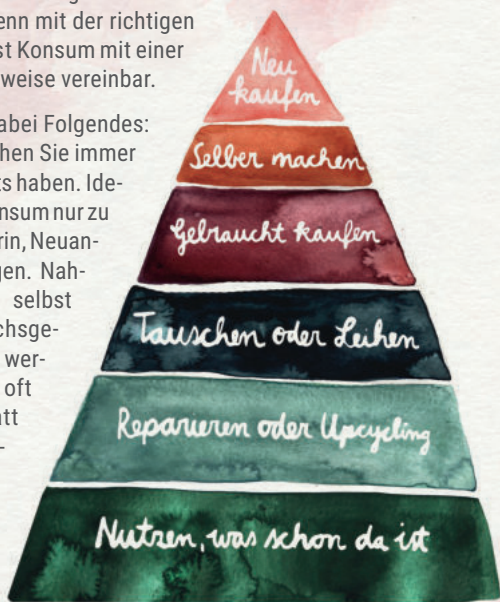 enn mit der richtigen
st Konsum mit einer
weise vereinbar.
abei Folgendes:
hen Sie immer
ts haben. Ide-
nsum nur zu
rin, Neuan-
gen. Nah-
selbst
chsge-
wer-
oft
att
-
Neu
kaufen
Selber machen
Gebraucht kaufen
Tauschen oder Leihen
Reparieren oder Upcycling
Nutzen, was schon da ist